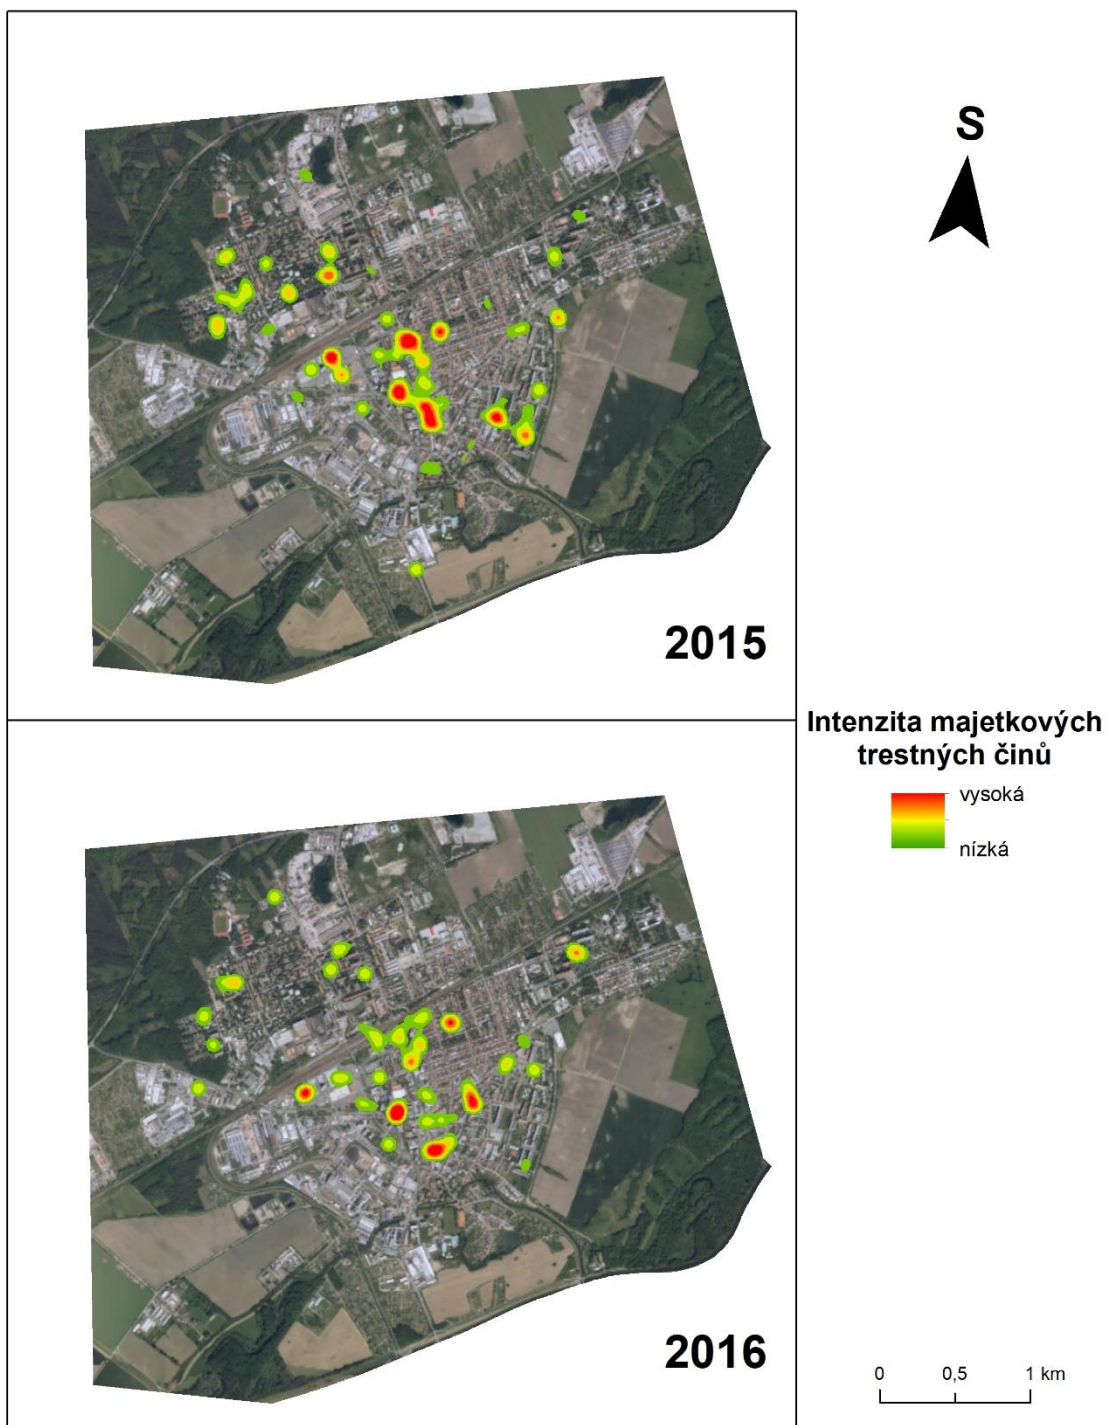 S
2015
Intenzita majetkových
trestných činů
vysoká
nízká
2016
0 0,5 1 km